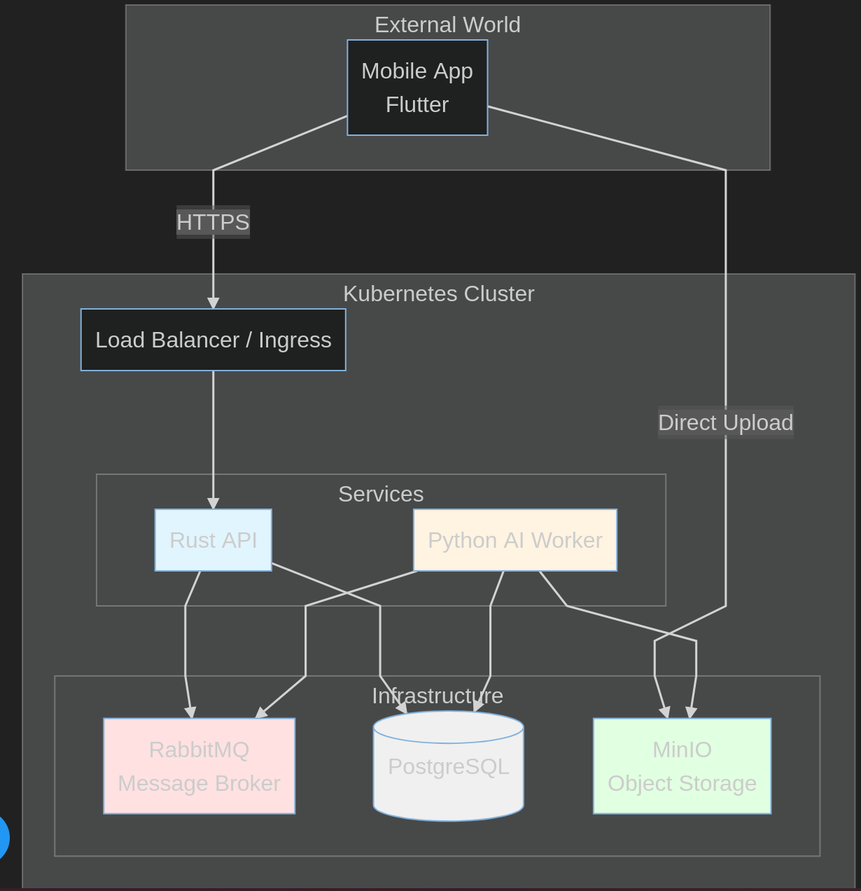 External World
Mobile App
Flutter
HTTPS
Kubernetes Cluster
Load Balancer / Ingress
Direct Upload
Services
Rust API
Python AI Worker
Infrastructure
RabbitMQ
Message Broker
PostgreSQL
MinIO
Object Storage